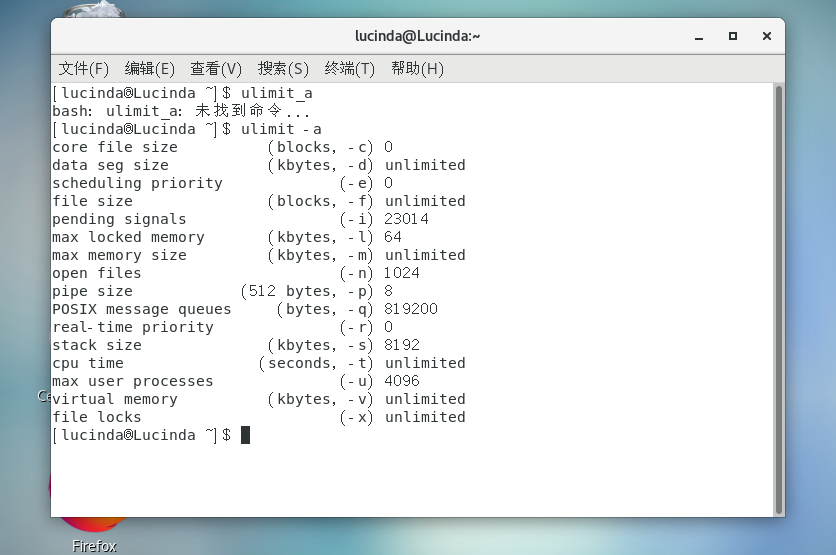 lucinda@Lucinda:~
文件(F) 编辑(E) 查看(V) 搜索(S) 终端(T) 帮助(H)
[lucinda@Lucinda ~]$ ulimit_a
bash: ulimit_a: 未找到命令...
[lucinda@Lucinda ~]$ ulimit -a
core file size          (blocks, -c) 0
data seg size           (kbytes, -d) unlimited
scheduling priority             (-e) 0
file size               (blocks, -f) unlimited
pending signals                 (-i) 23014
max locked memory       (kbytes, -l) 64
max memory size         (kbytes, -m) unlimited
open files                      (-n) 1024
pipe size            (512 bytes, -p) 8
POSIX message queues     (bytes, -q) 819200
real-time priority              (-r) 0
stack size              (kbytes, -s) 8192
cpu time               (seconds, -t) unlimited
max user processes              (-u) 4096
virtual memory          (kbytes, -v) unlimited
file locks                      (-x) unlimited
[lucinda@Lucinda ~]$
Firefox